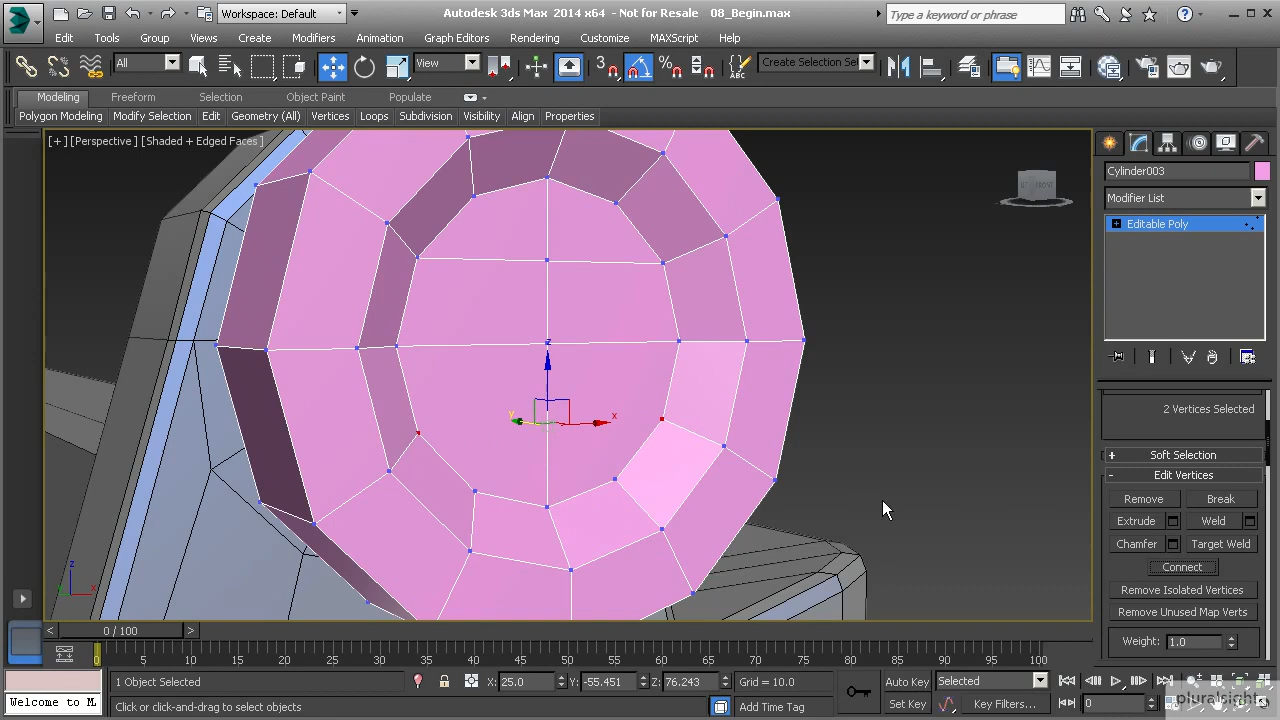 Workspace: Default
Autodesk 3ds Max 2014 x64 - Not for Resale 08_Begin.max
Type a keyword or phrase
Edit Tools Group Views Create Modifiers Animation Graph Editors Rendering Customize MAXScript Help
All
View
3
Create Selection Se
Modeling Freeform Selection Object Paint Populate
Polygon Modeling Modify Selection Edit Geometry (All) Vertices Loops Subdivision Visibility Align Properties
[+] [Perspective] [Shaded + Edged Faces]
Cylinder003
Modifier List
Editable Poly
z
y
x
2 Vertices Selected
+ Soft Selection
- Edit Vertices
Remove Break
Extrude Weld
Chamfer Target Weld
Connect
Remove Isolated Vertices
Remove Unused Map Verts
Weight: 1.0
z
x
< 0 / 100 >
0 5 10 15 20 25 30 35 40 45 50 55 60 65 70 75 80 85 90 95 100
1 Object Selected
X: 25.0 Y: -55.451 Z: 76.243 Grid = 10.0
Auto Key Selected
Welcome to M
Click or click-and-drag to select objects
Add Time Tag
Set Key Key Filters...
0
pluralsight